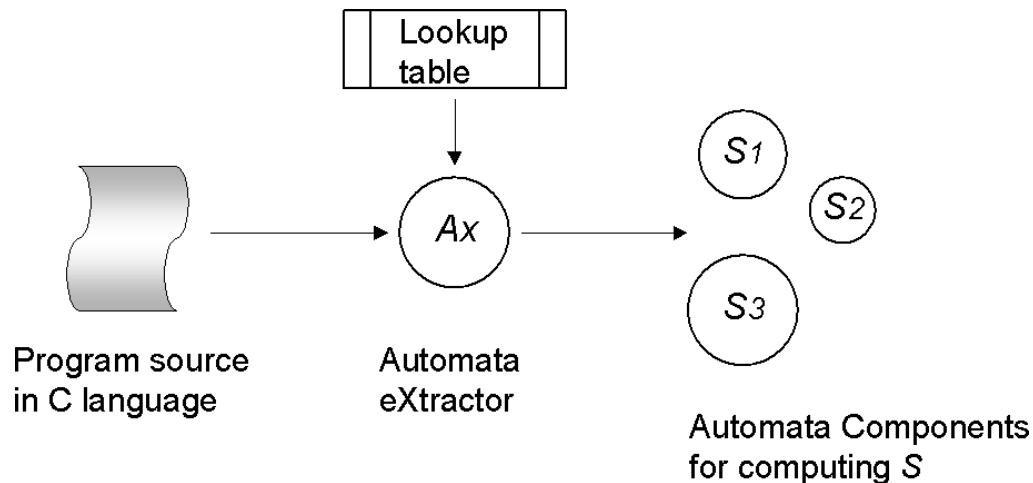 Lookup
table
Ax
S1
S2
S3
Program source
in C language
Automata
eXtractor
Automata Components
for computing S